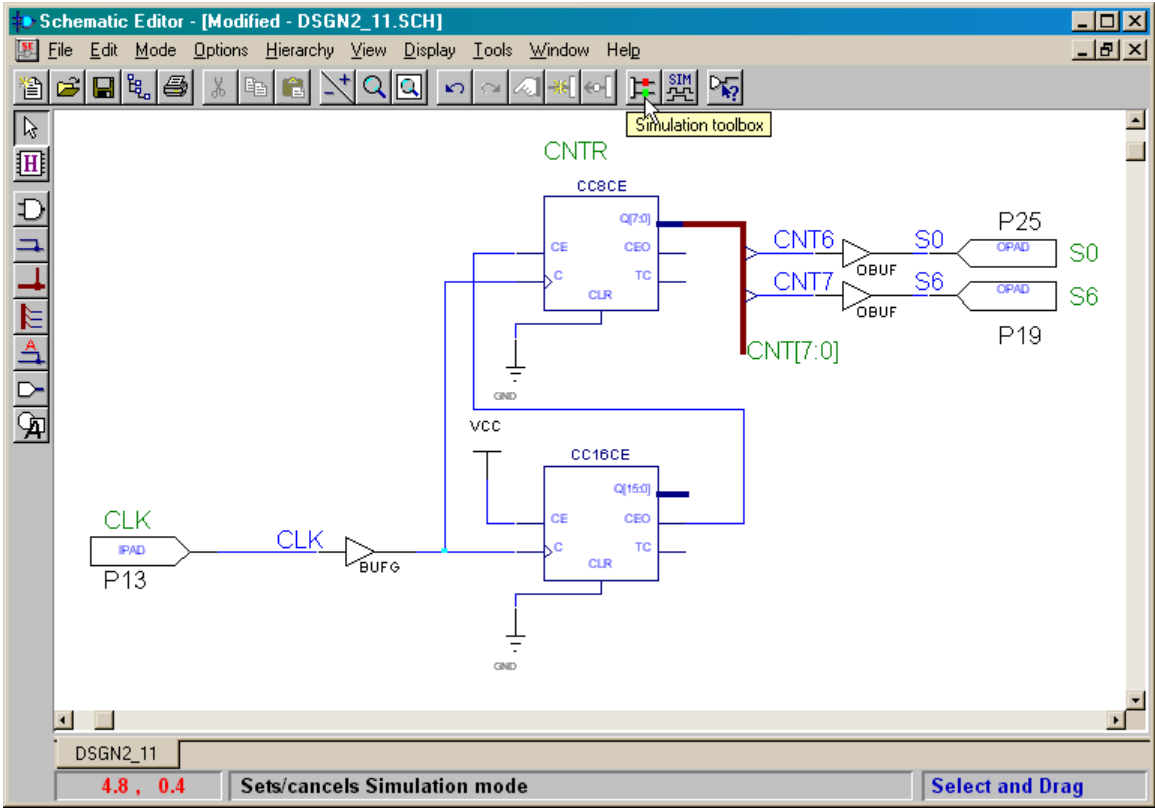 Schematic Editor - [Modified - DSGN2_11.SCH]
File Edit Mode Options Hierarchy View Display Tools Window Help
SIM
Simulation toolbox
H
A
A
CNTR
CC8CE
Q[7:0]
CE CEO
C TC
CLR
GND
CNT6 OBUF S0 OPAD P25 S0
CNT7 OBUF S6 OPAD P19 S6
CNT[7:0]
VCC
CC16CE
Q[15:0]
CE CEO
C TC
CLR
GND
CLK
IPAD
P13
CLK
BUFG
DSGN2_11
4.8 , 0.4 Sets/cancels Simulation mode Select and Drag